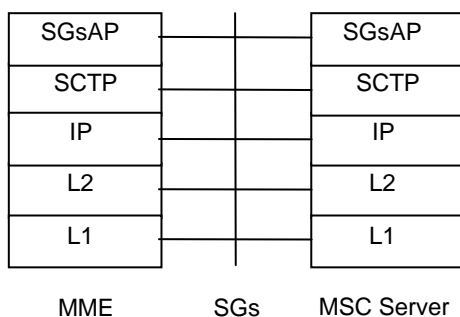 SGsAP SGsAP
SCTP SCTP
IP IP
L2 L2
L1 L1
MME SGs MSC Server